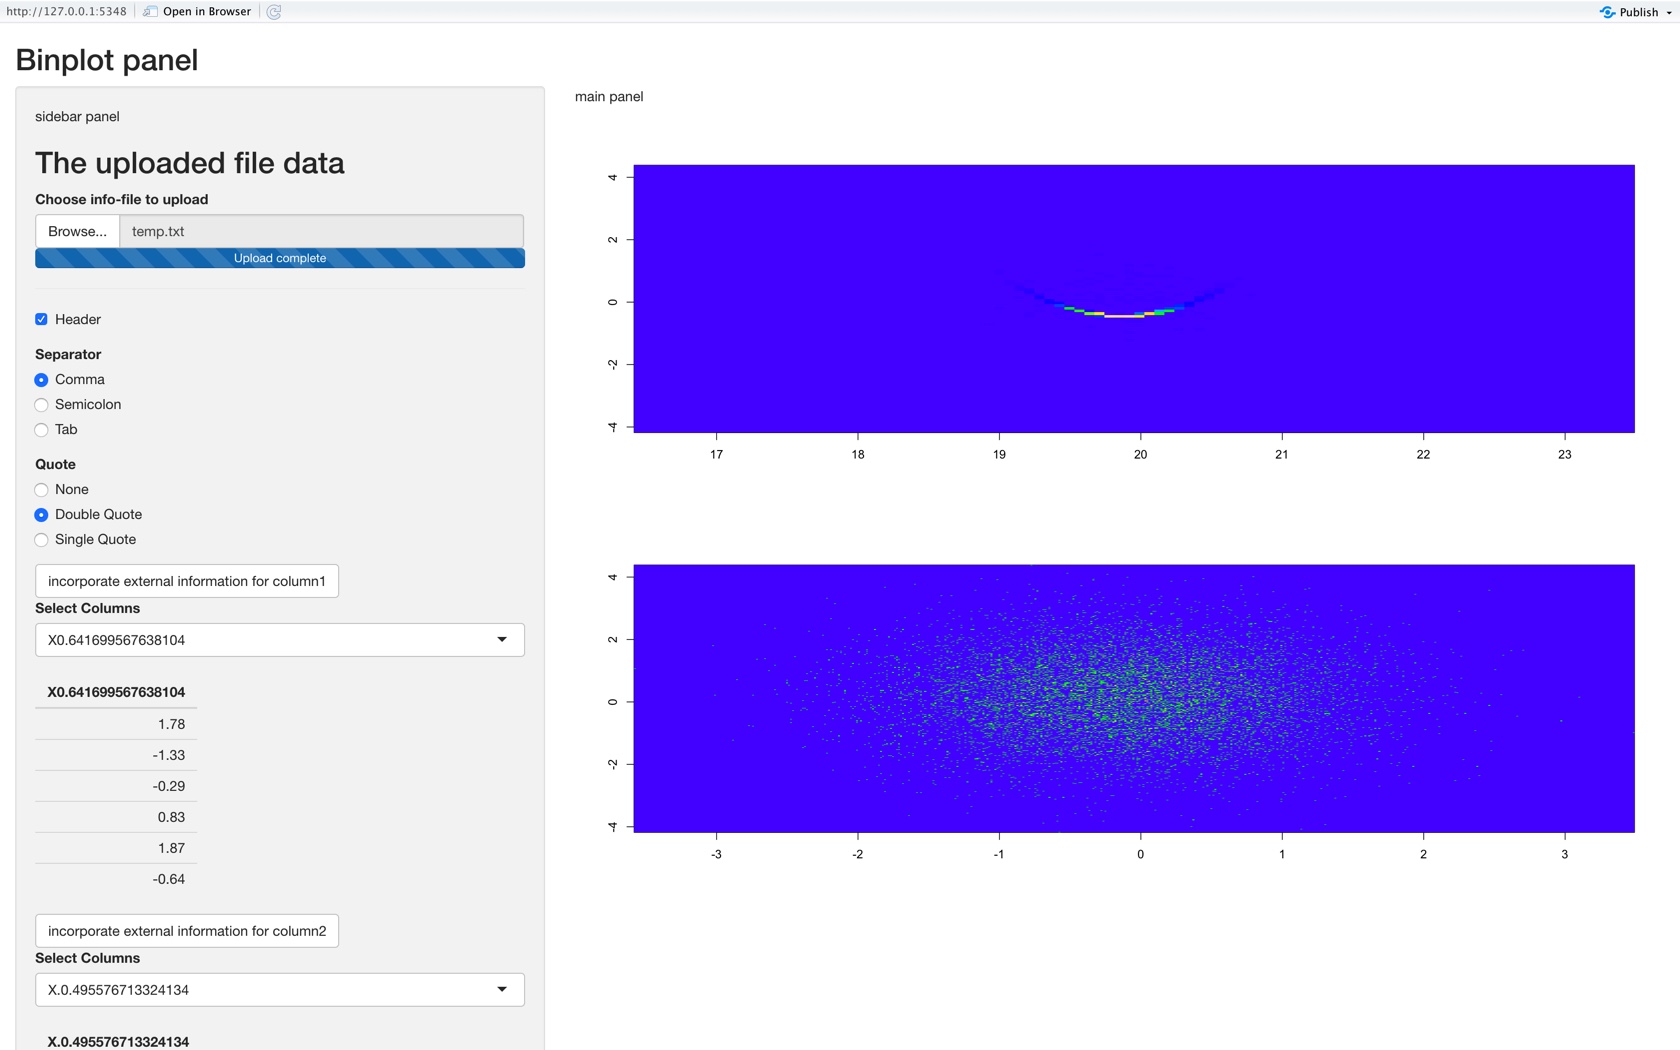 http://127.0.0.1:5348 Open in Browser Publish
Binplot panel
sidebar panel
The uploaded file data
Choose info-file to upload
Browse... temp.txt
Upload complete
Header
Separator
Comma
Semicolon
Tab
Quote
None
Double Quote
Single Quote
incorporate external information for column1
Select Columns
X0.641699567638104
X0.641699567638104
1.78
-1.33
-0.29
0.83
1.87
-0.64
incorporate external information for column2
Select Columns
X.0.495576713324134
X.0.495576713324134
main panel
4
2
0
-2
-4
17 18 19 20 21 22 23
4
2
0
-2
-4
-3 -2 -1 0 1 2 3